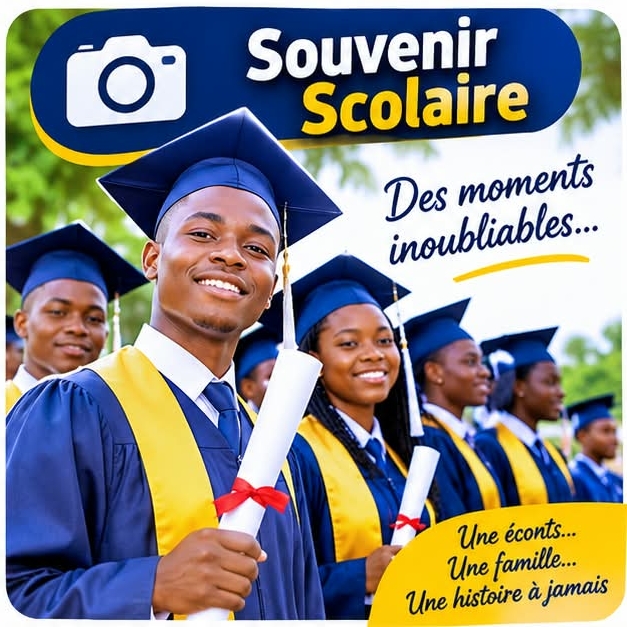 Souvenir
Scolaire
Des moments
inoubliables...
Une éconts...
Une famille...
Une histoire à jamais